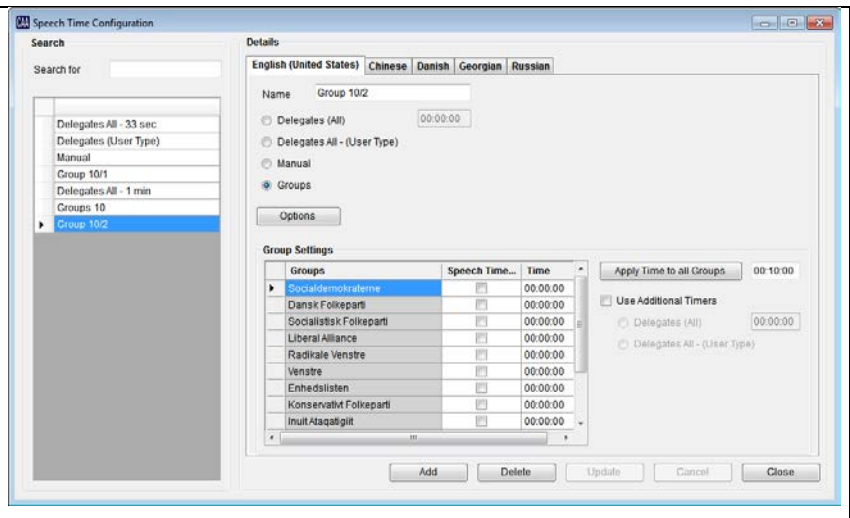 Speech Time Configuration
Search
Search for
Delegates All - 33 sec
Delegates (User Type)
Manual
Group 10/1
Delegates All - 1 min
Groups 10
Group 10/2
Details
English (United States) Chinese Danish Georgian Russian
Name Group 10/2
Delegates (All) 00:00:00
Delegates All - (User Type)
Manual
Groups
Options
Group Settings
Groups Speech Time... Time
Socialdemokraterne 00:00:00
Dansk Folkeparti 00:00:00
Socialistisk Folkeparti 00:00:00
Liberal Alliance 00:00:00
Radikale Venstre 00:00:00
Venstre 00:00:00
Enhedslisten 00:00:00
Konservativt Folkeparti 00:00:00
Inuit Ataqatigiit 00:00:00
Apply Time to all Groups 00:10:00
Use Additional Timers
Delegates (All) 00:00:00
Delegates All - (User Type)
Add Delete Update Cancel Close